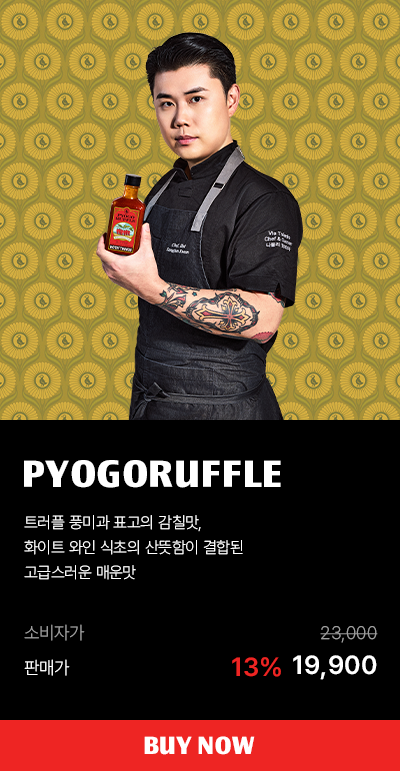 Chef & Owner
PYOGORUFFLE
트러플 풍미과 표고의 감칠맛,
화이트 와인 식초의 산뜻함이 결합된
고급스러운 매운맛
소비자가 23,000
판매가 13% 19,900
BUY NOW